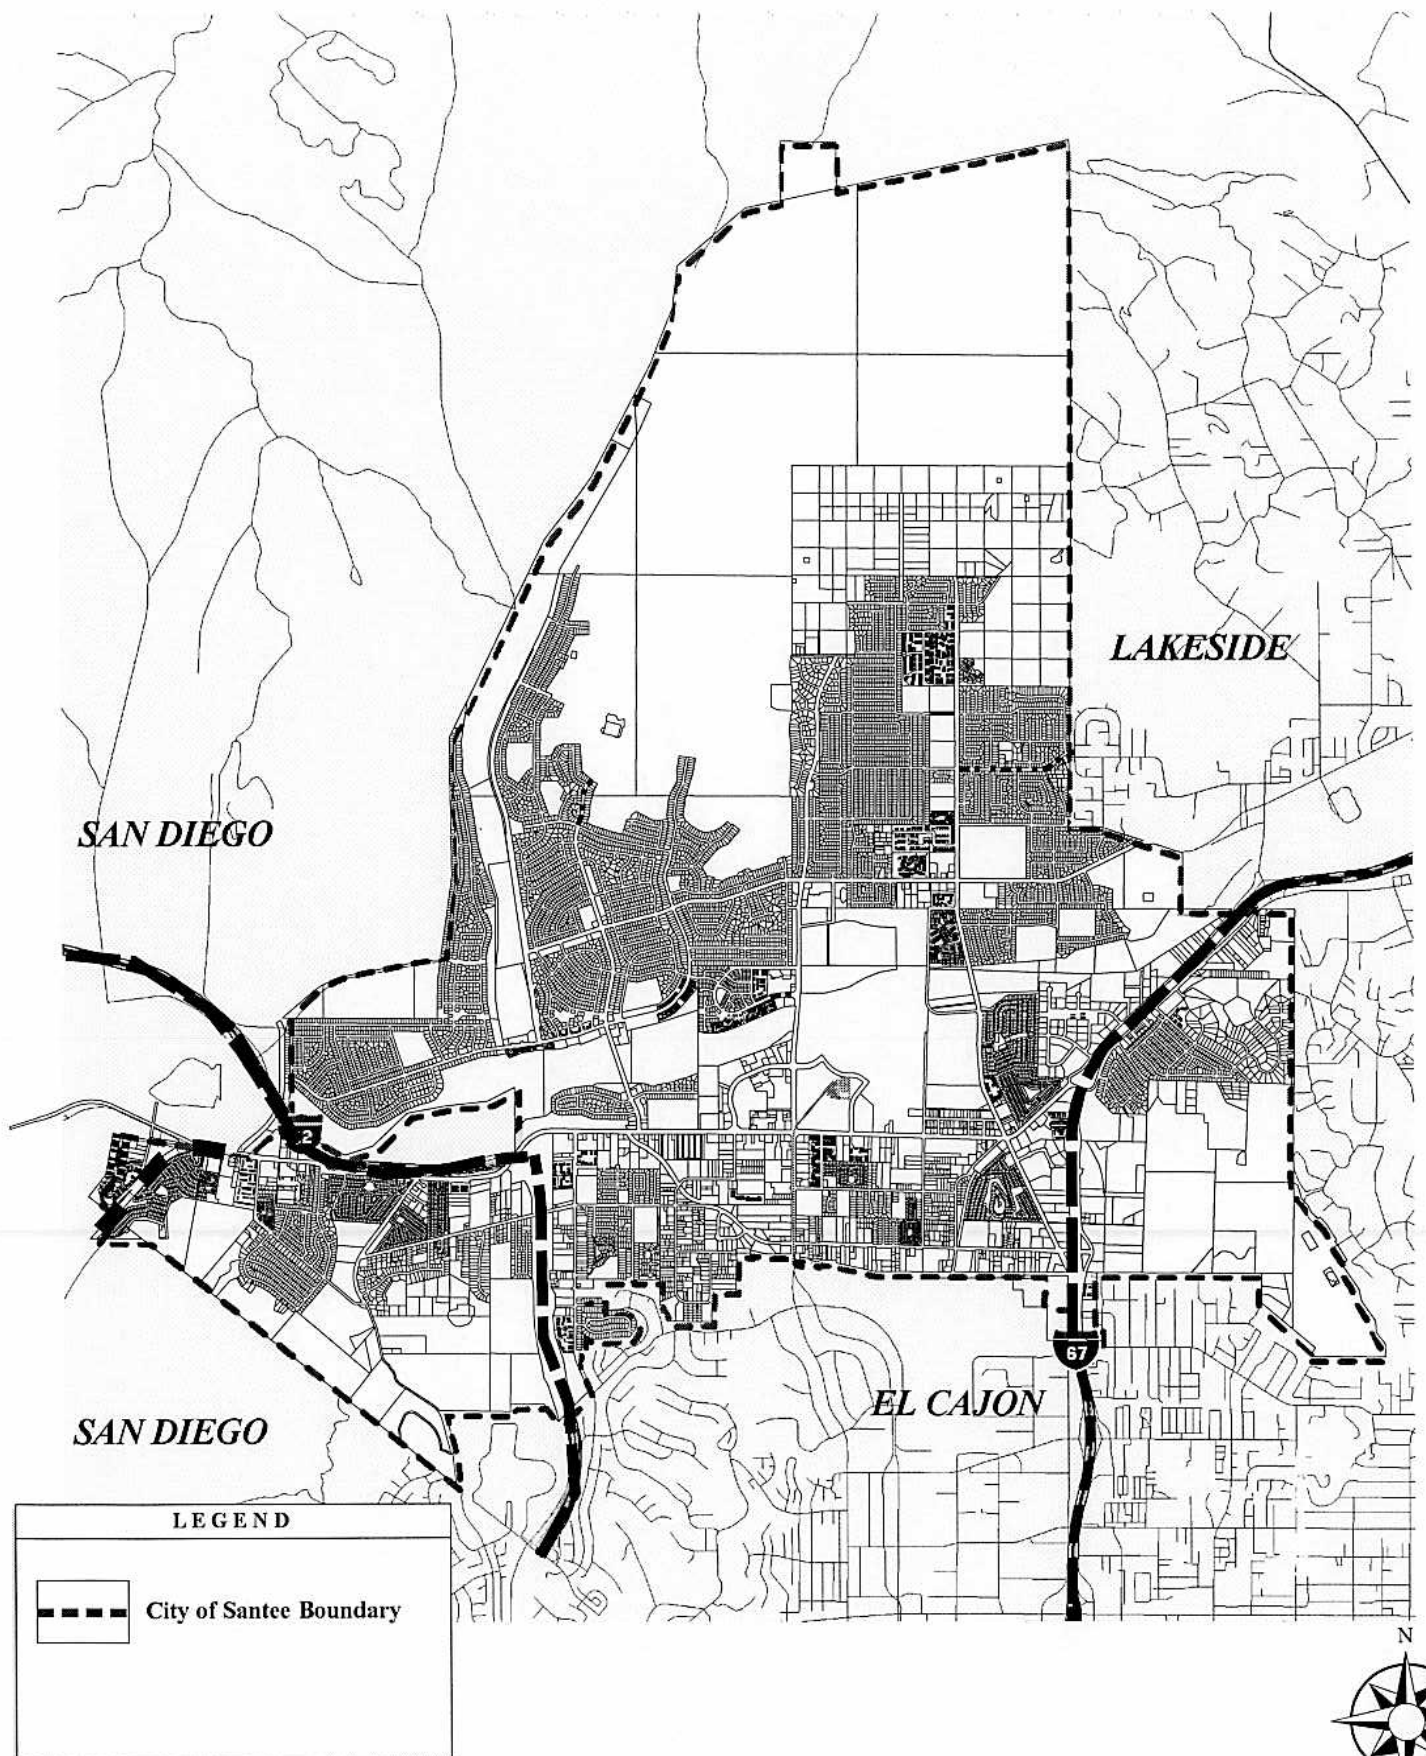 LAKESIDE
SAN DIEGO
2
67
EL CAJON
SAN DIEGO
LEGEND
City of Santee Boundary
N